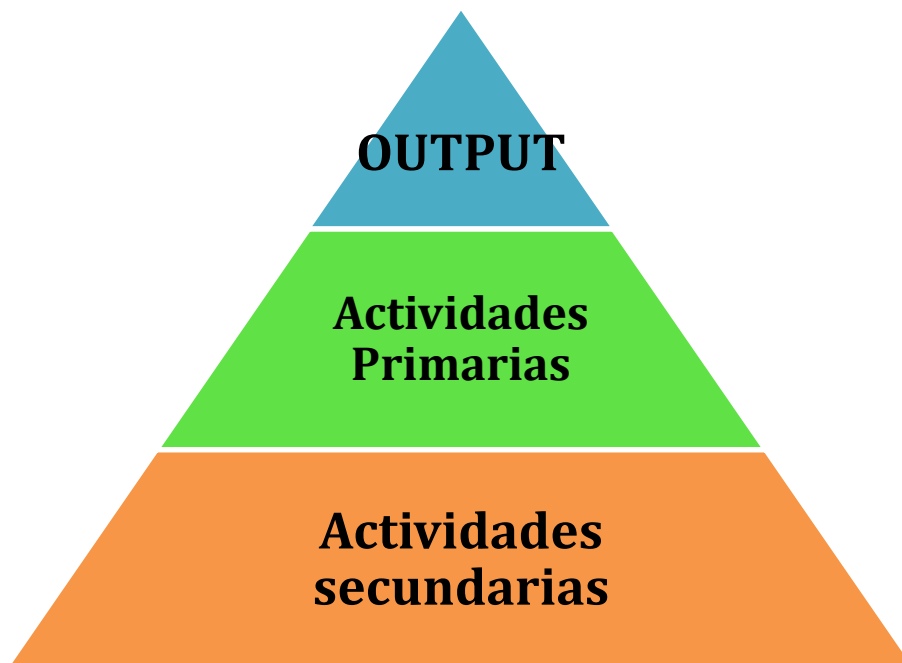 OUTPUT
Actividades
Primarias
Actividades
secundarias